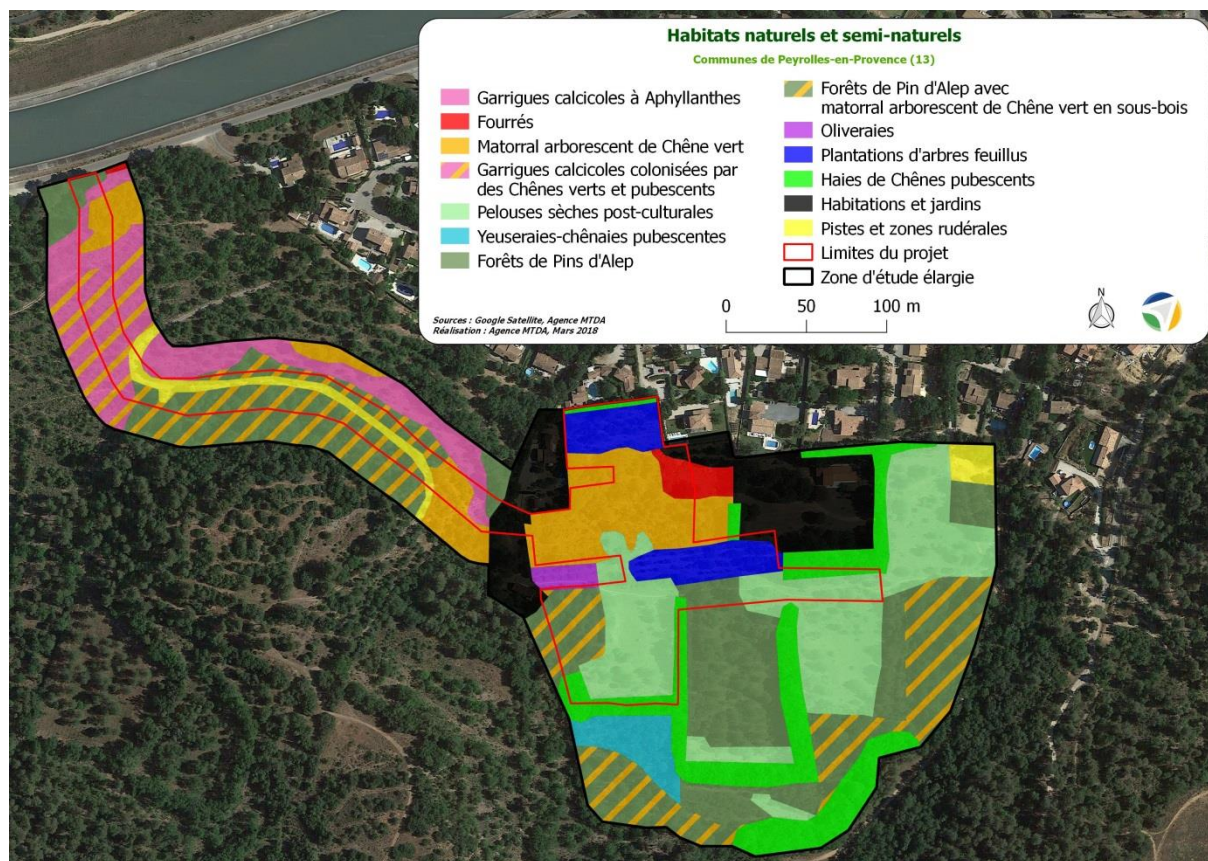 Habitats naturels et semi-naturels
Communes de Peyrolles-en-Provence (13)
Garrigues calcicoles à Aphyllanthes
Fourrés
Matorral arborescent de Chêne vert
Garrigues calcicoles colonisées par
des Chênes verts et pubescents
Pelouses sèches post-culturales
Yeuseraies-chênaies pubescentes
Forêts de Pins d'Alep
Forêts de Pin d'Alep avec
matorral arborescent de Chêne vert en sous-bois
Oliveraies
Plantations d'arbres feuillus
Haies de Chênes pubescents
Habitations et jardins
Pistes et zones rudérales
Limites du projet
Zone d'étude élargie
0 50 100 m
N
Sources : Google Satellite, Agence MTDA
Réalisation : Agence MTDA, Mars 2018